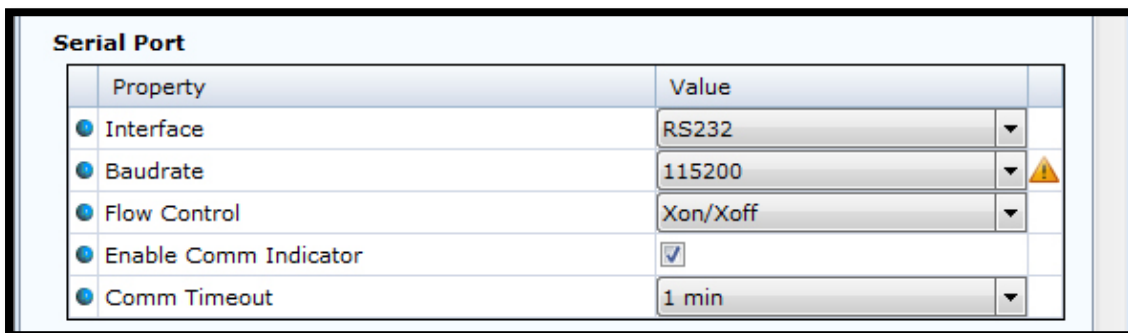 Serial Port
Property Value
Interface RS232
Baudrate 115200
Flow Control Xon/Xoff
Enable Comm Indicator
Comm Timeout 1 min